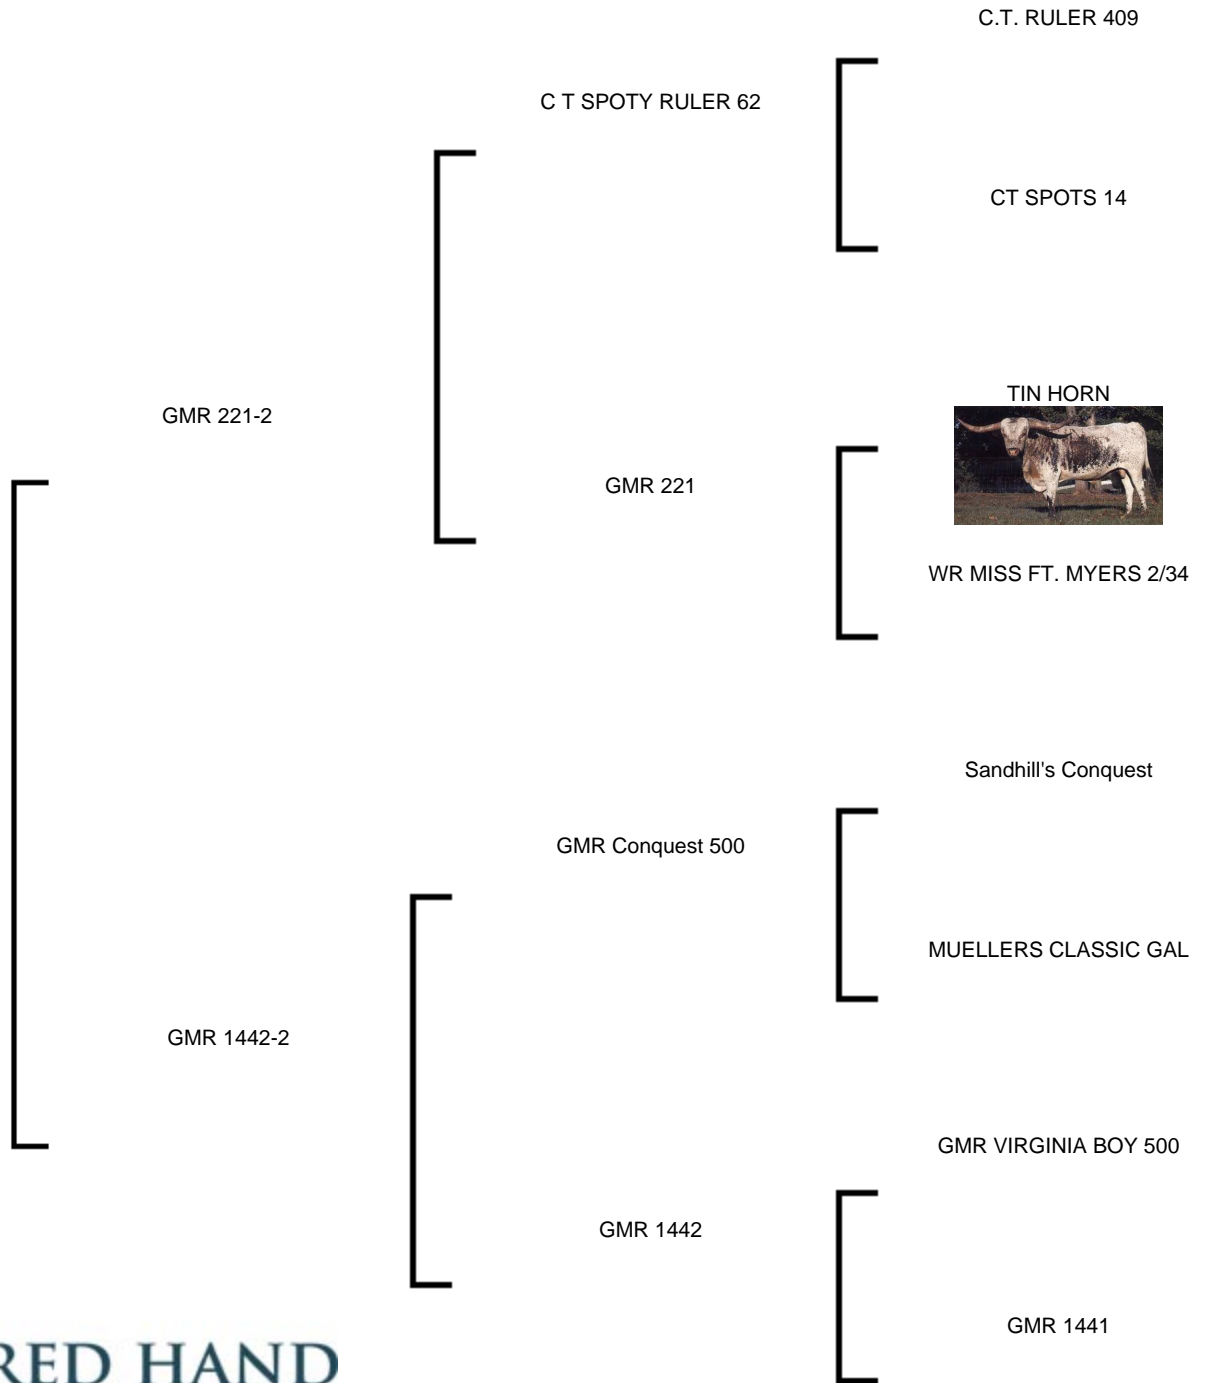 C.T. RULER 409
C T SPOTY RULER 62
CT SPOTS 14
TIN HORN
GMR 221-2
GMR 221
WR MISS FT. MYERS 2/34
Sandhill's Conquest
GMR Conquest 500
MUELLERS CLASSIC GAL
GMR 1442-2
GMR VIRGINIA BOY 500
GMR 1442
GMR 1441
RED HAND